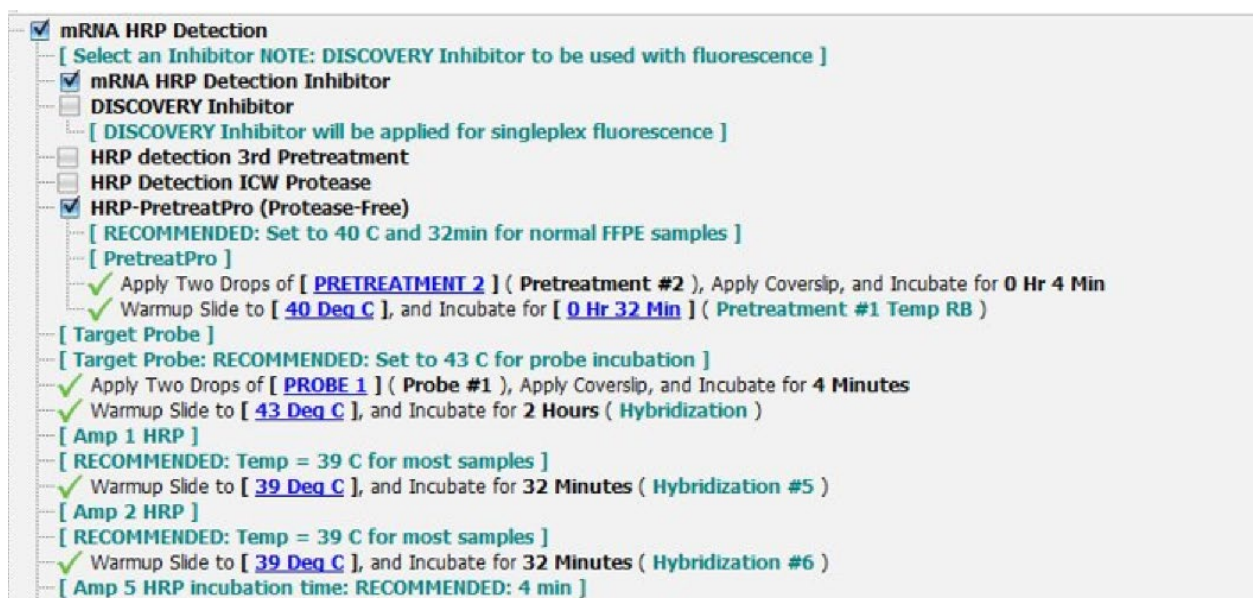 mRNA HRP Detection
[ Select an Inhibitor NOTE: DISCOVERY Inhibitor to be used with fluorescence ]
mRNA HRP Detection Inhibitor
DISCOVERY Inhibitor
[ DISCOVERY Inhibitor will be applied for singleplex fluorescence ]
HRP detection 3rd Pretreatment
HRP Detection ICW Protease
HRP-PretreatPro (Protease-Free)
[ RECOMMENDED: Set to 40 C and 32min for normal FFPE samples ]
[ PretreatPro ]
Apply Two Drops of [ PRETREATMENT 2 ] ( Pretreatment #2 ), Apply Coverslip, and Incubate for 0 Hr 4 Min
Warmup Slide to [ 40 Deg C ], and Incubate for [ 0 Hr 32 Min ] ( Pretreatment #1 Temp RB )
[ Target Probe ]
[ Target Probe: RECOMMENDED: Set to 43 C for probe incubation ]
Apply Two Drops of [ PROBE 1 ] ( Probe #1 ), Apply Coverslip, and Incubate for 4 Minutes
Warmup Slide to [ 43 Deg C ], and Incubate for 2 Hours ( Hybridization )
[ Amp 1 HRP ]
[ RECOMMENDED: Temp = 39 C for most samples ]
Warmup Slide to [ 39 Deg C ], and Incubate for 32 Minutes ( Hybridization #5 )
[ Amp 2 HRP ]
[ RECOMMENDED: Temp = 39 C for most samples ]
Warmup Slide to [ 39 Deg C ], and Incubate for 32 Minutes ( Hybridization #6 )
[ Amp 5 HRP incubation time: RECOMMENDED: 4 min ]